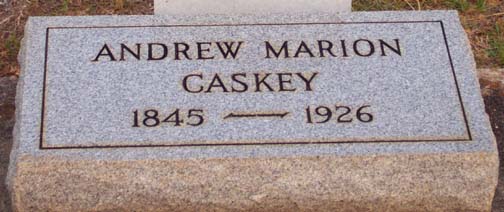 ANDREW MARION
CASKEY
1845 — 1926